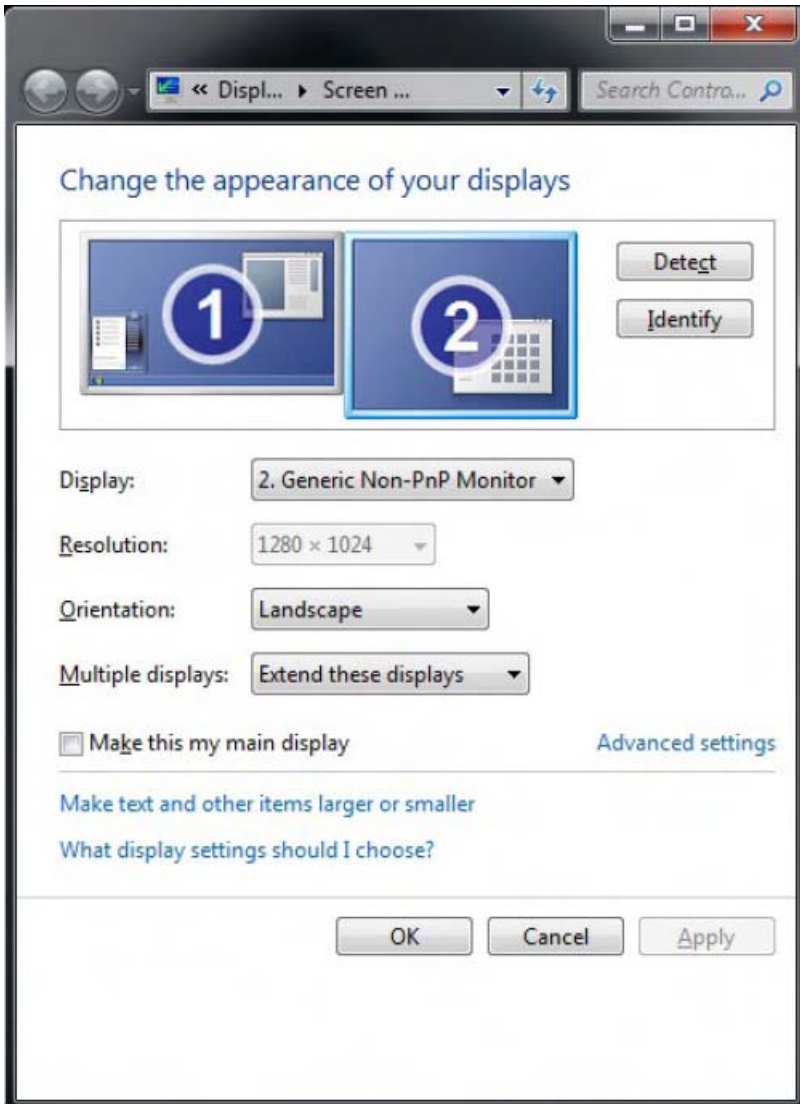 « Displ... ▸ Screen ...
Search Contro...
Change the appearance of your displays
1
2
Detect
Identify
Display: 2. Generic Non-PnP Monitor
Resolution: 1280 × 1024
Orientation: Landscape
Multiple displays: Extend these displays
Make this my main display
Advanced settings
Make text and other items larger or smaller
What display settings should I choose?
OK Cancel Apply